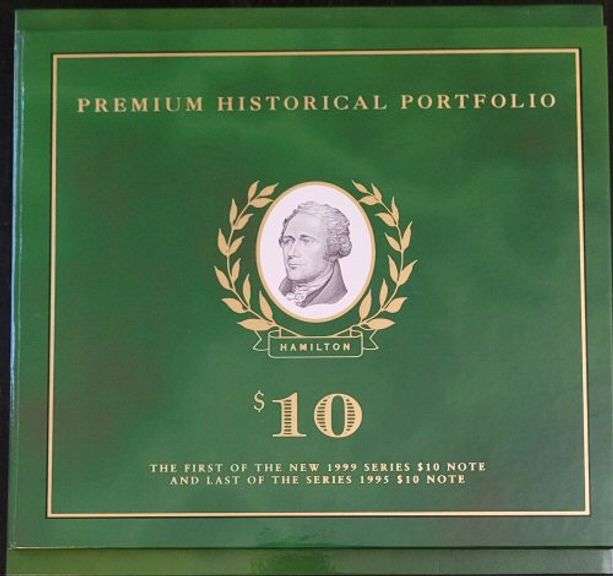 PREMIUM HISTORICAL PORTFOLIO
HAMILTON
$10
THE FIRST OF THE NEW 1999 SERIES $10 NOTE
AND LAST OF THE SERIES 1995 $10 NOTE